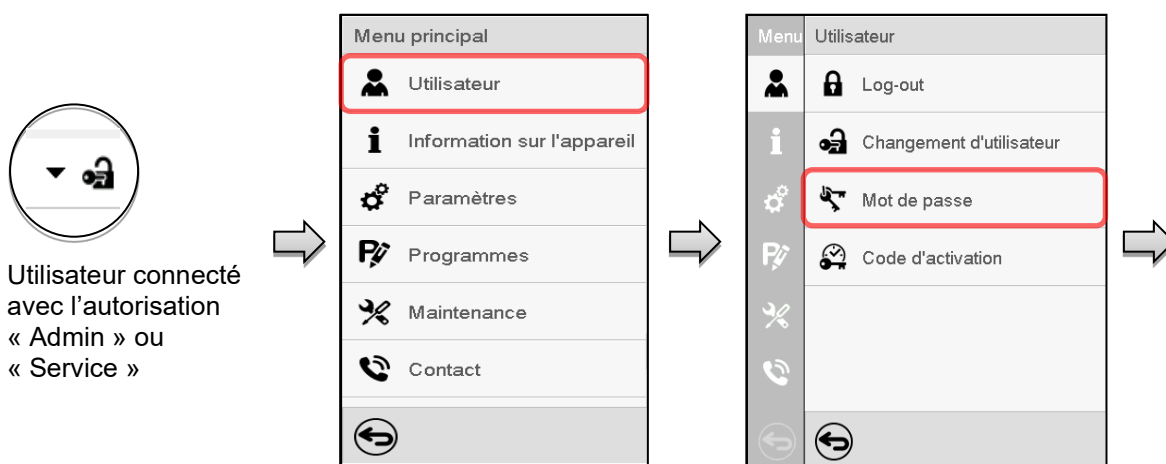 Utilisateur connecté
avec l’autorisation
« Admin » ou
« Service »
Menu principal
Utilisateur
Information sur l'appareil
Paramètres
Programmes
Maintenance
Contact
Menu
Utilisateur
Log-out
Changement d'utilisateur
Mot de passe
Code d'activation